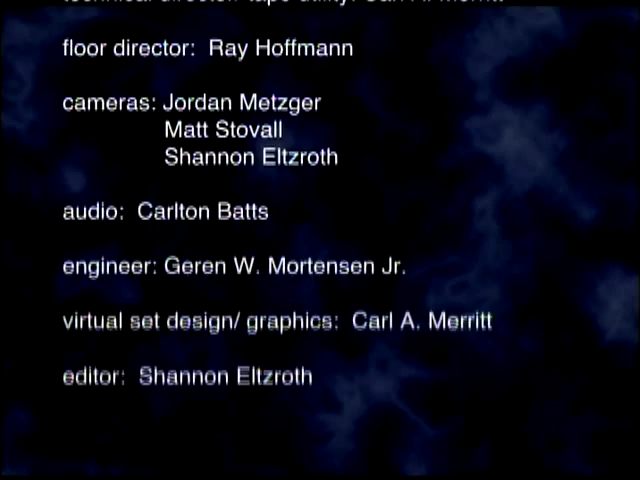 floor director: Ray Hoffmann
cameras: Jordan Metzger
Matt Stovall
Shannon Eltzroth
audio: Carlton Batts
engineer: Geren W. Mortensen Jr.
virtual set design/ graphics: Carl A. Merritt
editor: Shannon Eltzroth